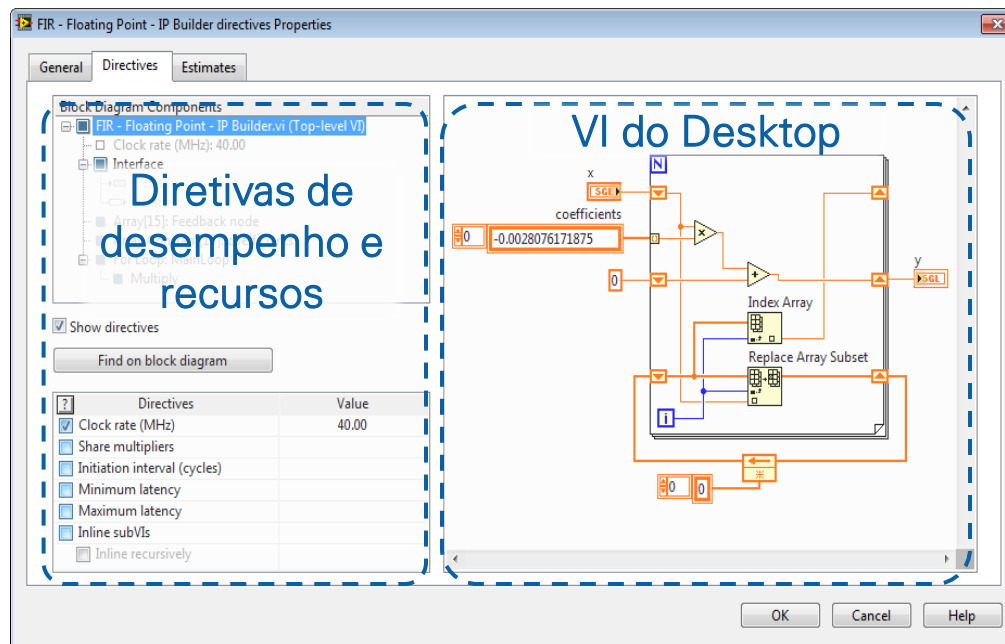 FIR - Floating Point - IP Builder directives Properties
General Directives Estimates
Block Diagram Components
FIR - Floating Point - IP Builder.vi (Top-level VI)
Clock rate (MHz): 40.00
Interface
Diretivas de
desempenho e
recursos
Array[15]: Feedback node
For Loop: MainLoop
Multiply
Show directives
Find on block diagram
? Directives Value
Clock rate (MHz) 40.00
Share multipliers
Initiation interval (cycles)
Minimum latency
Maximum latency
Inline subVIs
Inline recursively
VI do Desktop
N
x
SGL
coefficients
0 -0.0028076171875
0
y
SGL
Index Array
Replace Array Subset
i
0 0
OK Cancel Help